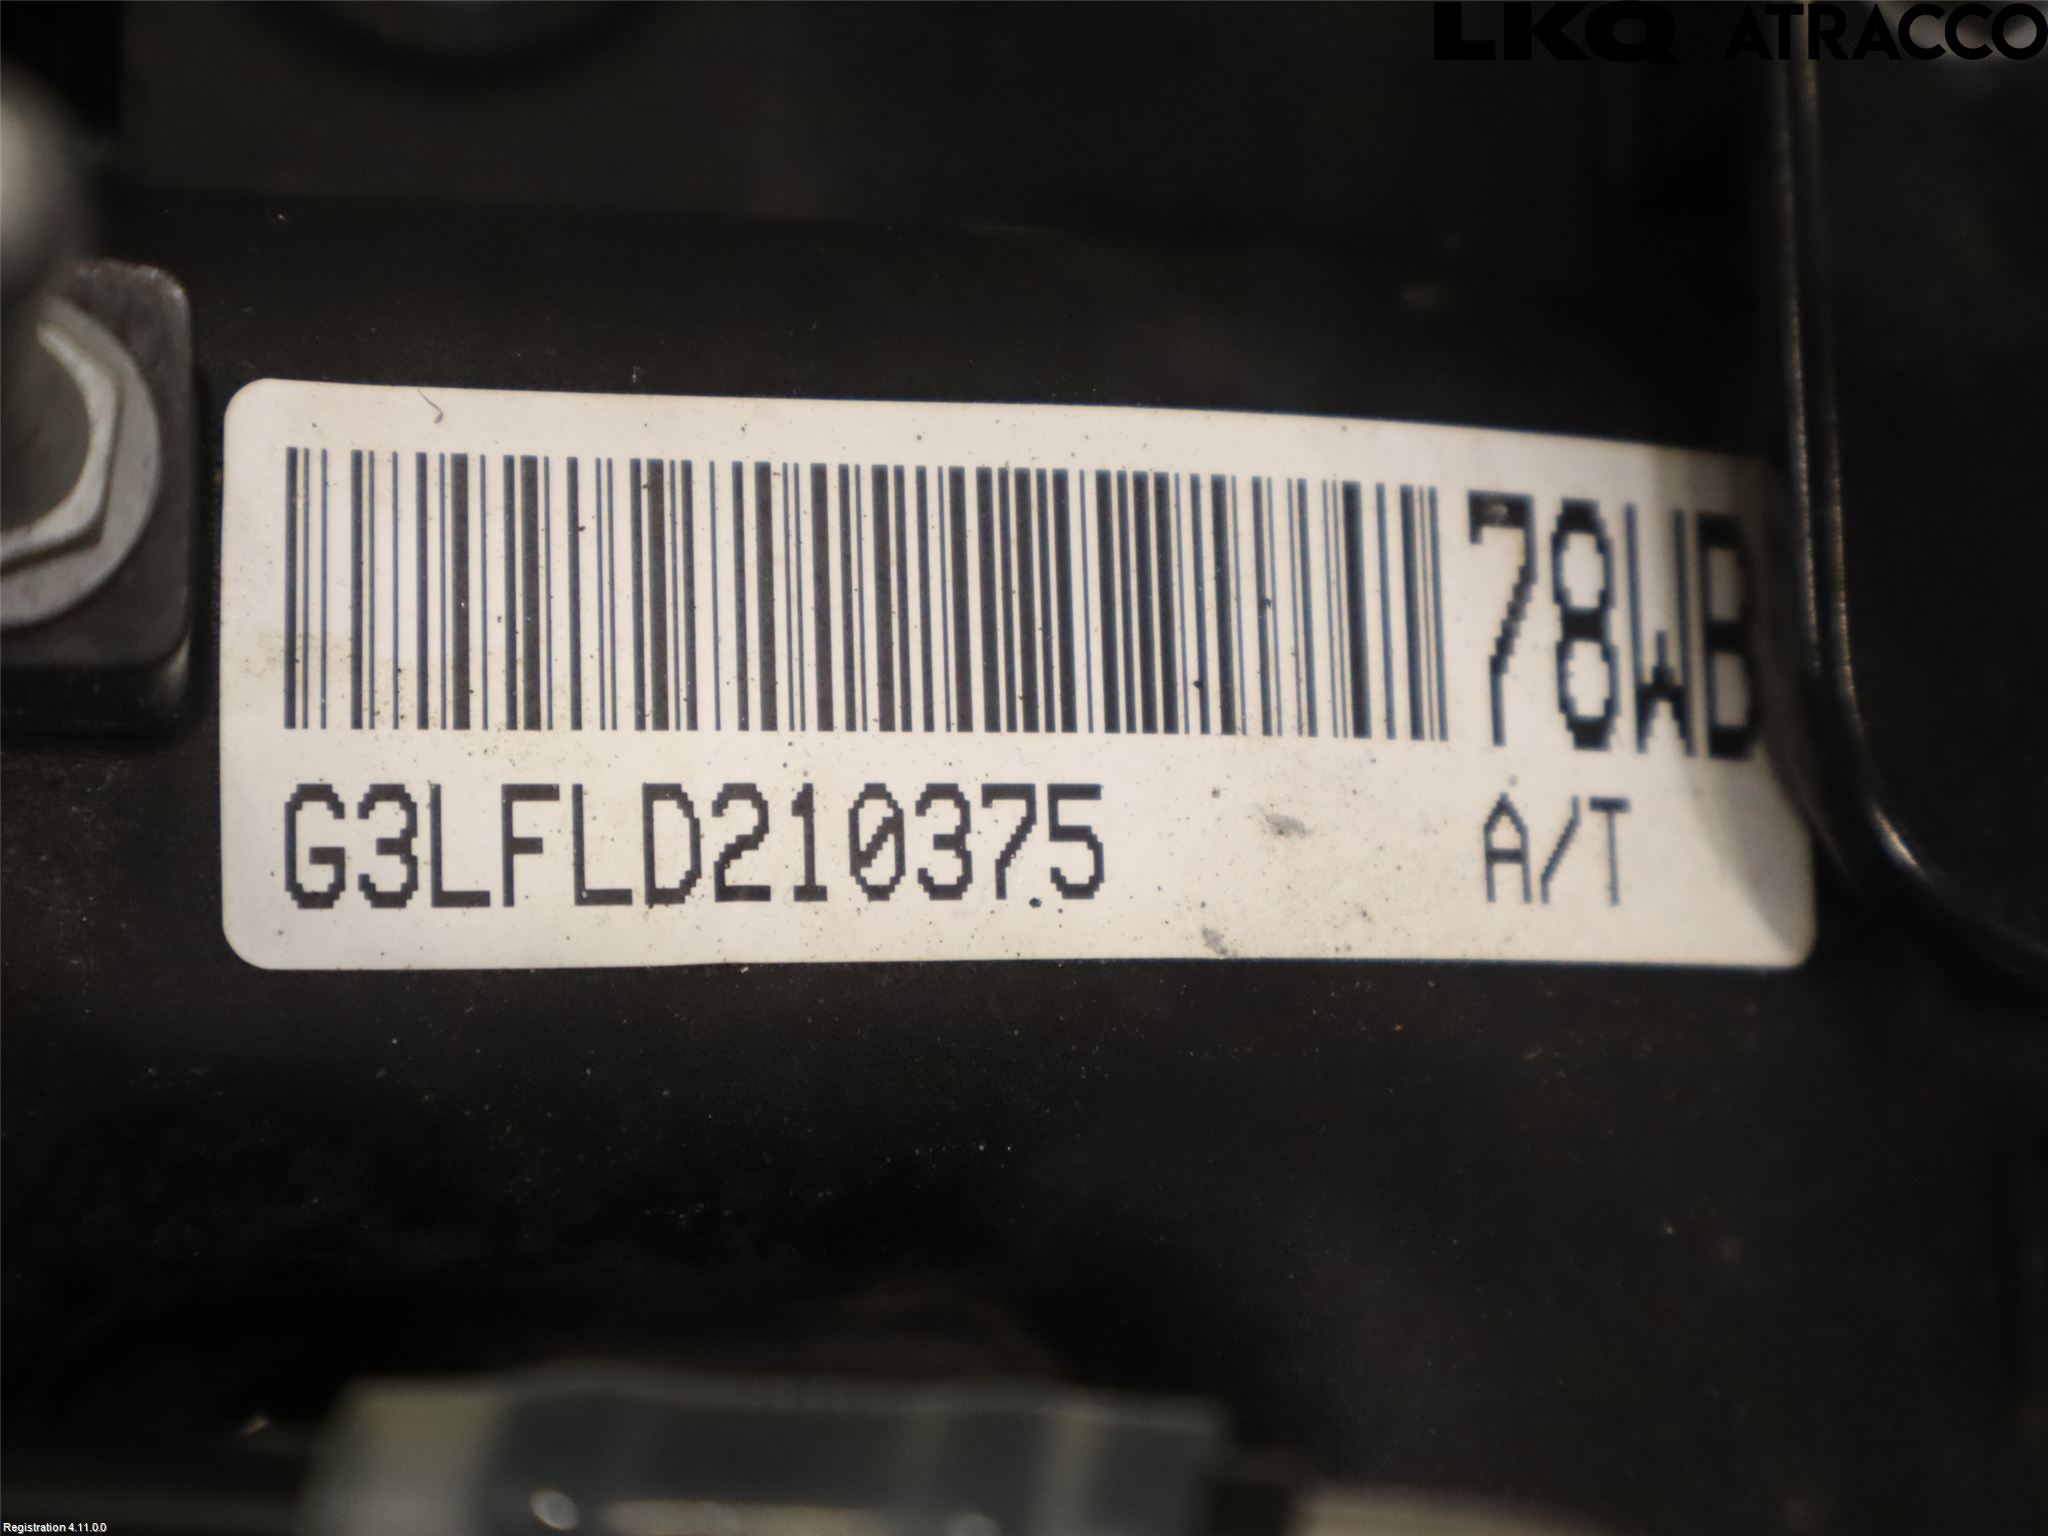 LKQ ATRACCO
78WB
G3LFLD210375 A/T
Registration 4.11.0.0